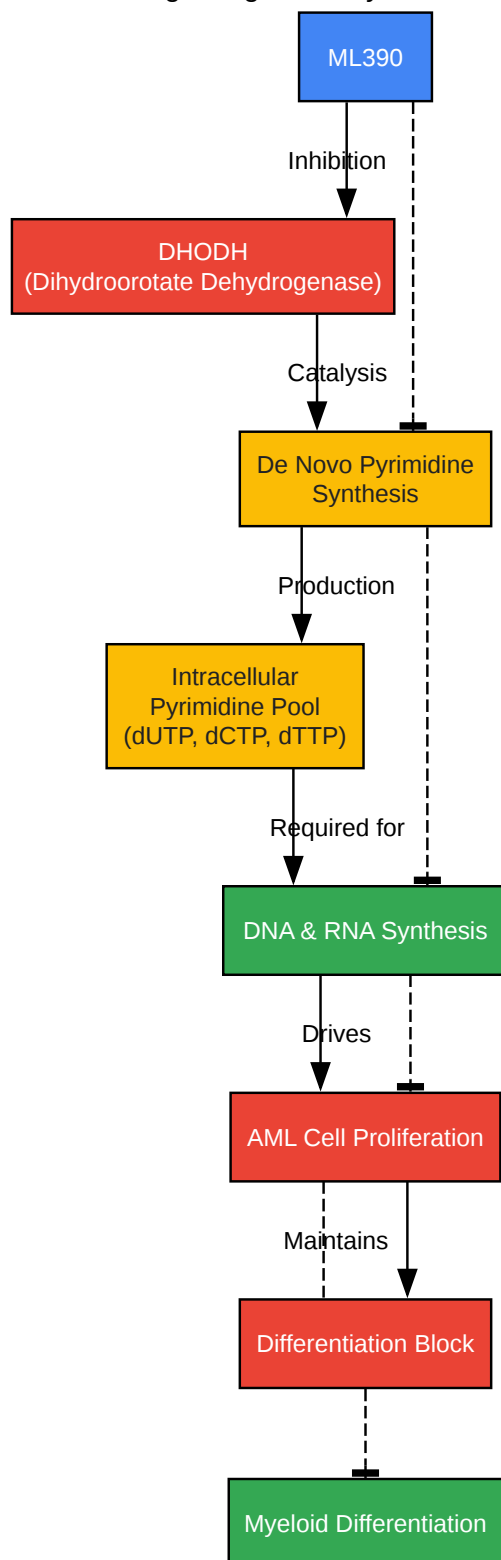 ML390
Inhibition
DHODH
(Dihydroorotate Dehydrogenase)
Catalysis
De Novo Pyrimidine
Synthesis
Production
Intracellular
Pyrimidine Pool
(dUTP, dCTP, dTTP)
Required for
DNA & RNA Synthesis
Drives
AML Cell Proliferation
Maintains
Differentiation Block
Myeloid Differentiation